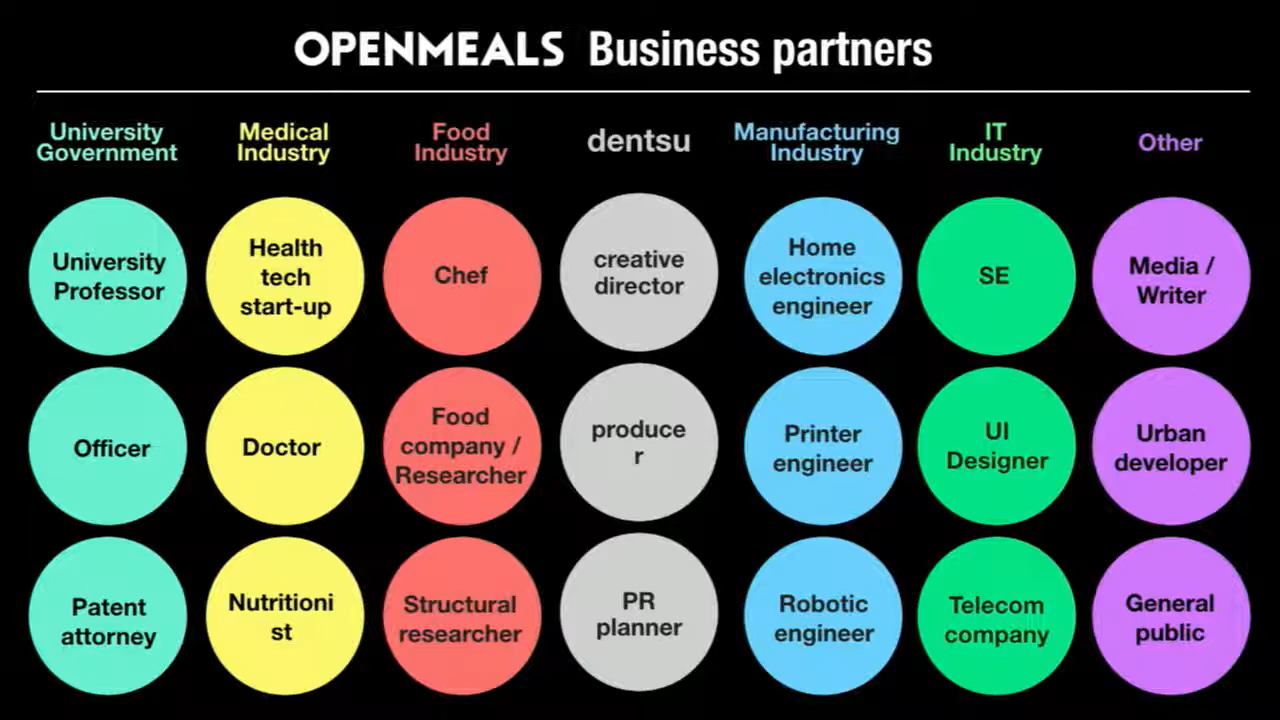 OPENMEALS Business partners
University
Government
Medical
Industry
Food
Industry
dentsu
Manufacturing
Industry
IT
Industry
Other
University
Professor
Health
tech
start-up
Chef
creative
director
Home
electronics
engineer
SE
Media /
Writer
Officer
Doctor
Food
company /
Researcher
produce
r
Printer
engineer
UI
Designer
Urban
developer
Patent
attorney
Nutritioni
st
Structural
researcher
PR
planner
Robotic
engineer
Telecom
company
General
public